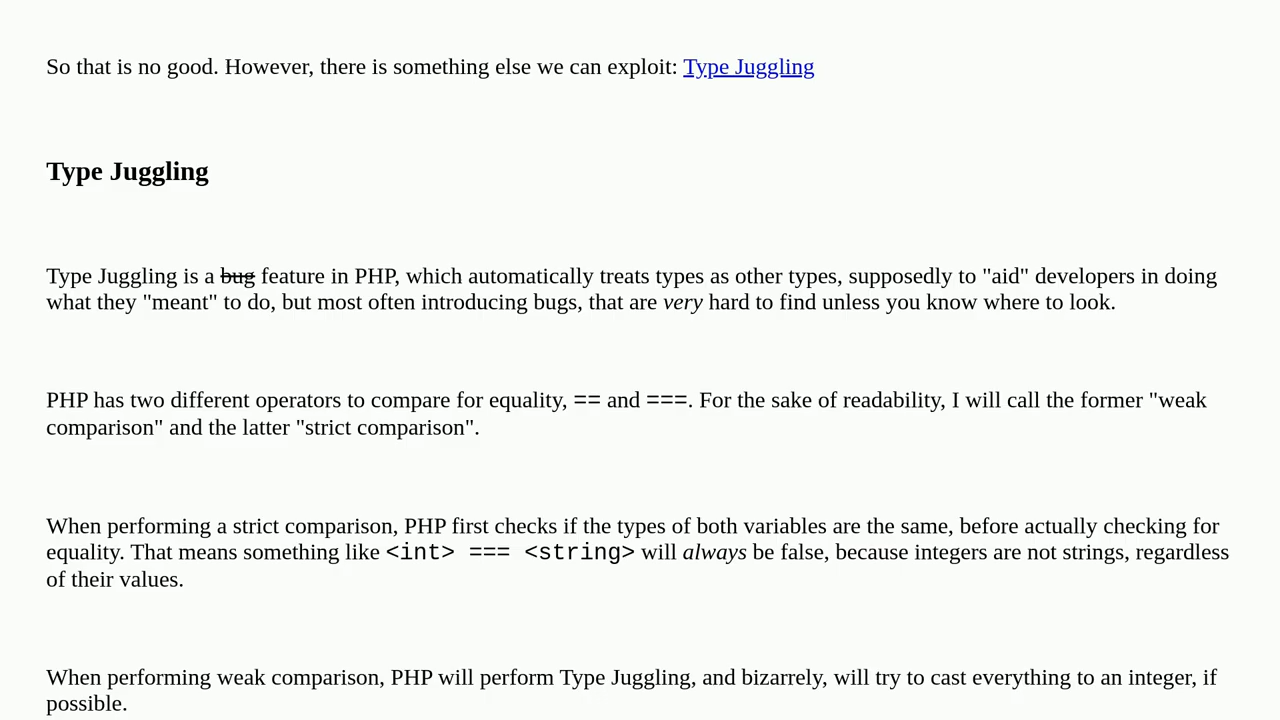 So that is no good. However, there is something else we can exploit: Type Juggling
Type Juggling
Type Juggling is a bug feature in PHP, which automatically treats types as other types, supposedly to "aid" developers in doing
what they "meant" to do, but most often introducing bugs, that are very hard to find unless you know where to look.
PHP has two different operators to compare for equality, == and ===. For the sake of readability, I will call the former "weak
comparison" and the latter "strict comparison".
When performing a strict comparison, PHP first checks if the types of both variables are the same, before actually checking for
equality. That means something like <int> === <string> will always be false, because integers are not strings, regardless
of their values.
When performing weak comparison, PHP will perform Type Juggling, and bizarrely, will try to cast everything to an integer, if
possible.